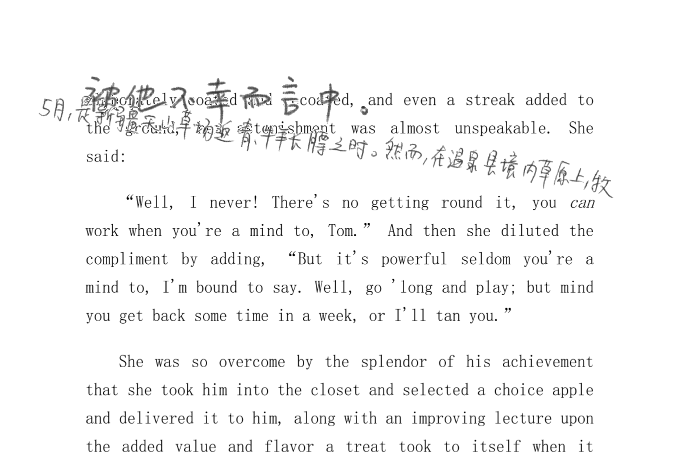 被他不幸而言中。
coated and recoated, and even a streak added to
5月,新疆天山草场返青、牛羊长膘之时。然而,在温泉县境内草原上,牧
the ground, his astonishment was almost unspeakable. She
said:
“Well, I never! There's no getting round it, you can
work when you're a mind to, Tom.” And then she diluted the
compliment by adding, “But it's powerful seldom you're a
mind to, I'm bound to say. Well, go 'long and play; but mind
you get back some time in a week, or I'll tan you.”
She was so overcome by the splendor of his achievement
that she took him into the closet and selected a choice apple
and delivered it to him, along with an improving lecture upon
the added value and flavor a treat took to itself when it